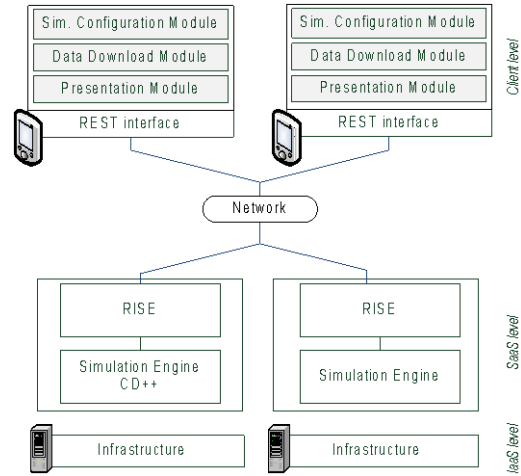 Sim. Configuration Module
Data Download Module
Presentation Module
REST interface
Sim. Configuration Module
Data Download Module
Presentation Module
REST interface
Client level
Network
RISE
Simulation Engine
CD++
RISE
Simulation Engine
SaaS level
Infrastructure
Infrastructure
IaaS level